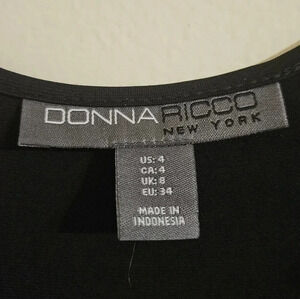 DONNA RICCO
NEW YORK
US: 4
CA: 4
UK: 8
EU: 34
MADE IN
INDONESIA